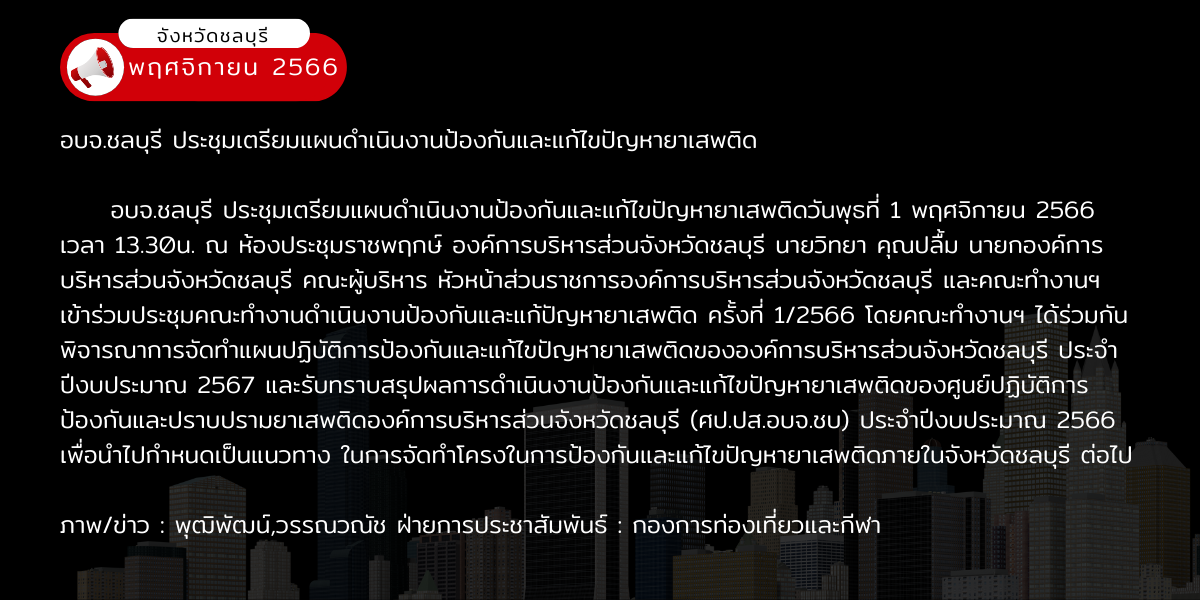 จังหวัดชลบุรี
พฤศจิกายน 2566
อบจ.ชลบุรี ประชุมเตรียมแผนดำเนินงานป้องกันและแก้ไขปัญหายาเสพติด
อบจ.ชลบุรี ประชุมเตรียมแผนดำเนินงานป้องกันและแก้ไขปัญหายาเสพติดวันพุธที่ 1 พฤศจิกายน 2566
เวลา 13.30น. ณ ห้องประชุมราชพฤกษ์ องค์การบริหารส่วนจังหวัดชลบุรี นายวิทยา คุณปลื้ม นายกองค์การ
บริหารส่วนจังหวัดชลบุรี คณะผู้บริหาร หัวหน้าส่วนราชการองค์การบริหารส่วนจังหวัดชลบุรี และคณะทำงานฯ
เข้าร่วมประชุมคณะทำงานดำเนินงานป้องกันและแก้ปัญหายาเสพติด ครั้งที่ 1/2566 โดยคณะทำงานฯ ได้ร่วมกัน
พิจารณาการจัดทำแผนปฏิบัติการป้องกันและแก้ไขปัญหายาเสพติดขององค์การบริหารส่วนจังหวัดชลบุรี ประจำ
ปีงบประมาณ 2567 และรับทราบสรุปผลการดำเนินงานป้องกันและแก้ไขปัญหายาเสพติดของศูนย์ปฏิบัติการ
ป้องกันและปราบปรามยาเสพติดองค์การบริหารส่วนจังหวัดชลบุรี (ศป.ปส.อบจ.ชบ) ประจำปีงบประมาณ 2566
เพื่อนำไปกำหนดเป็นแนวทาง ในการจัดทำโครงในการป้องกันและแก้ไขปัญหายาเสพติดภายในจังหวัดชลบุรี ต่อไป
ภาพ/ข่าว : พุฒิพัฒน์,วรรณวณัช ฝ่ายการประชาสัมพันธ์ : กองการท่องเที่ยวและกีฬา